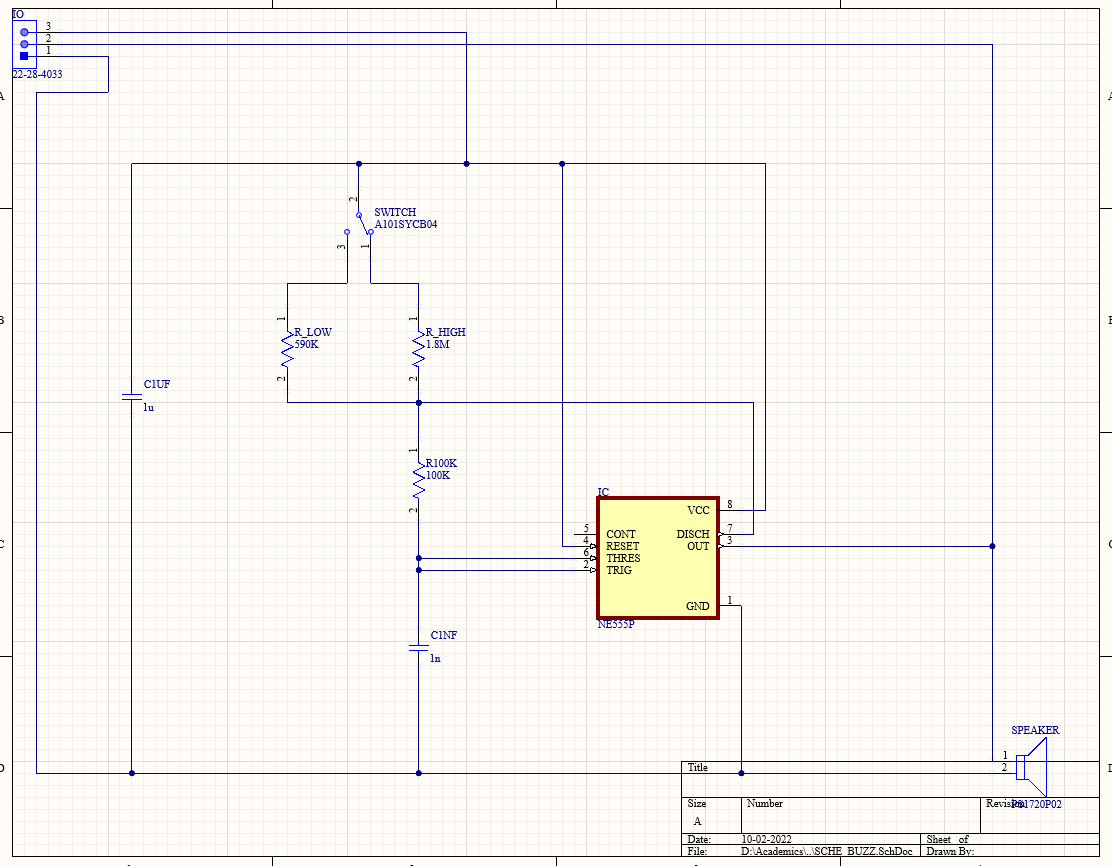 IO
3
2
1
22-28-4033
A
A
2
SWITCH
A101SYCB04
3
1
1
R_LOW
590K
2
1
R_HIGH
1.8M
2
B
B
C1UF
1u
1
R100K
100K
2
IC
VCC
8
5
CONT
DISCH
7
4
RESET
OUT
3
6
THRES
2
TRIG
GND
1
NE555P
C
C
C1NF
1n
SPEAKER
1
2
D
D
Title
Size
Number
Revision
PS1720P02
A
Date:
10-02-2022
Sheet of
File:
D:\Academics\..\SCHE_BUZZ.SchDoc
Drawn By: